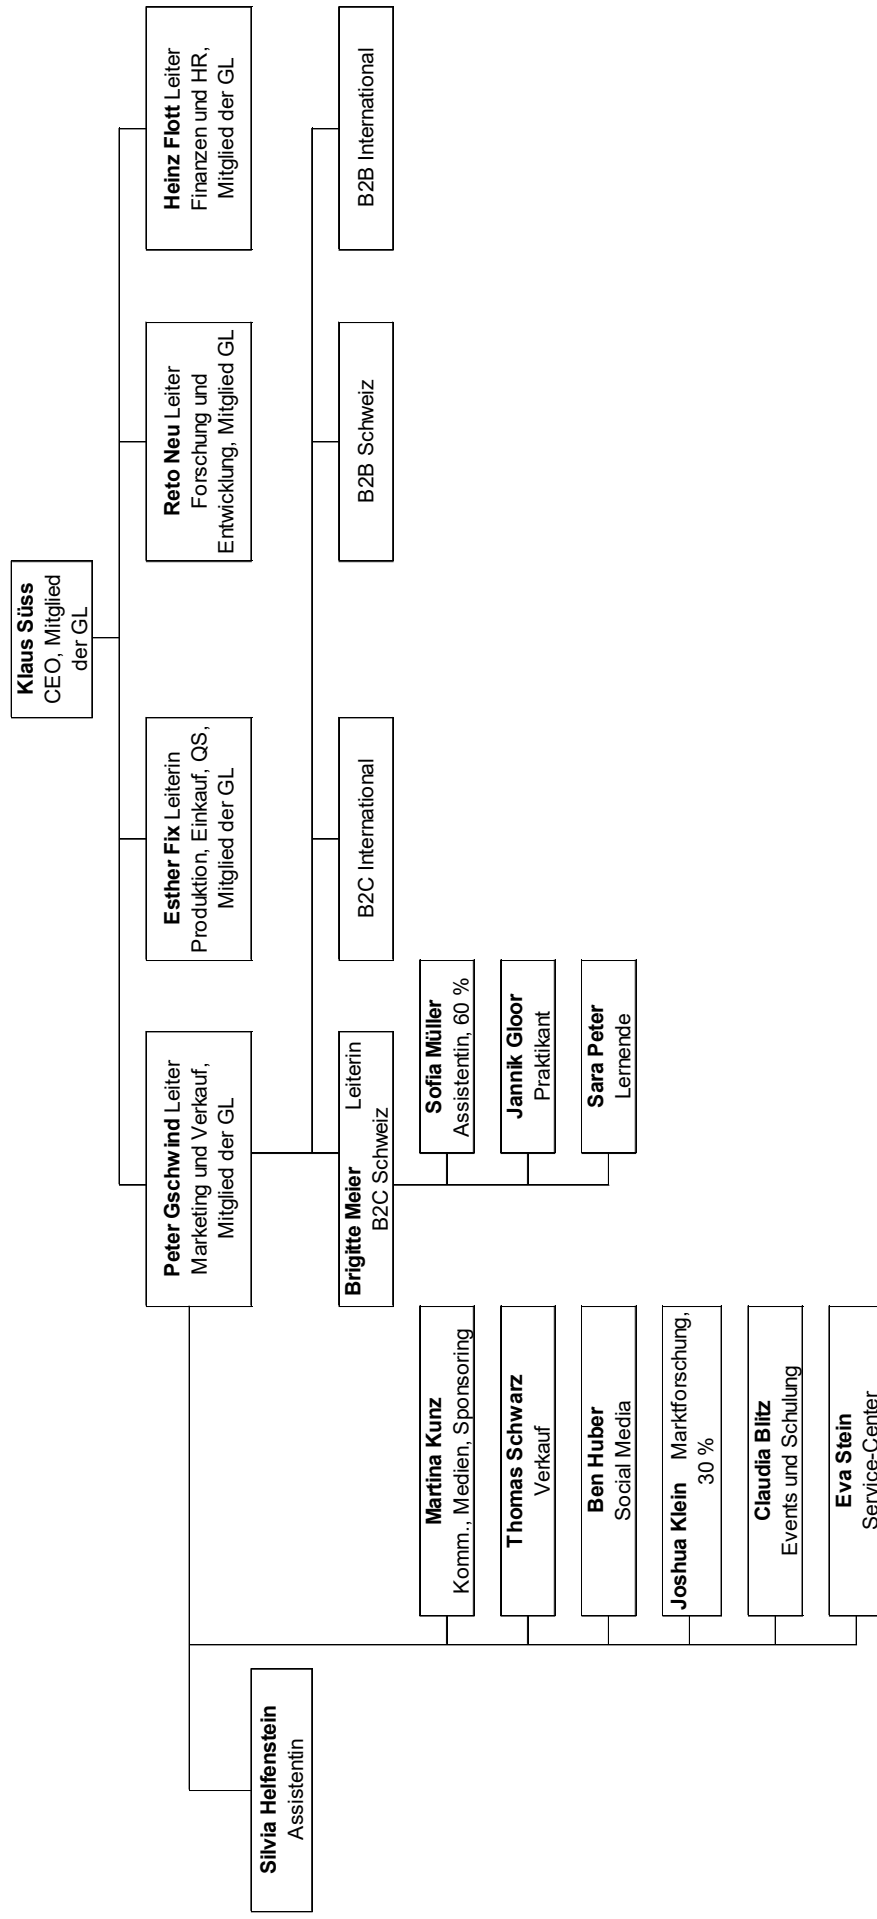 Klaus Süss
CEO, Mitglied
der GL
Peter Gschwind Leiter
Marketing und Verkauf,
Mitglied der GL
Esther Fix Leiterin
Produktion, Einkauf, QS,
Mitglied der GL
Reto Neu Leiter
Forschung und
Entwicklung, Mitglied GL
Heinz Flott Leiter
Finanzen und HR,
Mitglied der GL
Silvia Helfenstein
Assistentin
Brigitte Meier Leiterin
B2C Schweiz
B2C International
B2B Schweiz
B2B International
Martina Kunz
Komm., Medien, Sponsoring
Thomas Schwarz
Verkauf
Ben Huber
Social Media
Joshua Klein Marktforschung,
30 %
Claudia Blitz
Events und Schulung
Eva Stein
Service-Center
Sofia Müller
Assistentin, 60 %
Jannik Gloor
Praktikant
Sara Peter
Lernende